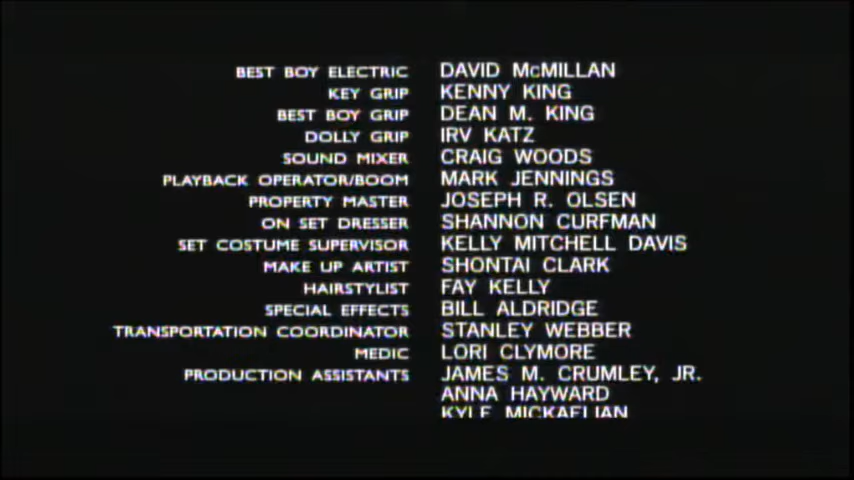 BEST BOY ELECTRIC DAVID McMILLAN
KEY GRIP KENNY KING
BEST BOY GRIP DEAN M. KING
DOLLY GRIP IRV KATZ
SOUND MIXER CRAIG WOODS
PLAYBACK OPERATOR/BOOM MARK JENNINGS
PROPERTY MASTER JOSEPH R. OLSEN
ON SET DRESSER SHANNON CURFMAN
SET COSTUME SUPERVISOR KELLY MITCHELL DAVIS
MAKE UP ARTIST SHONTAI CLARK
HAIRSTYLIST FAY KELLY
SPECIAL EFFECTS BILL ALDRIDGE
TRANSPORTATION COORDINATOR STANLEY WEBBER
MEDIC LORI CLYMORE
PRODUCTION ASSISTANTS JAMES M. CRUMLEY, JR.
ANNA HAYWARD
KYLE MICKAELIAN